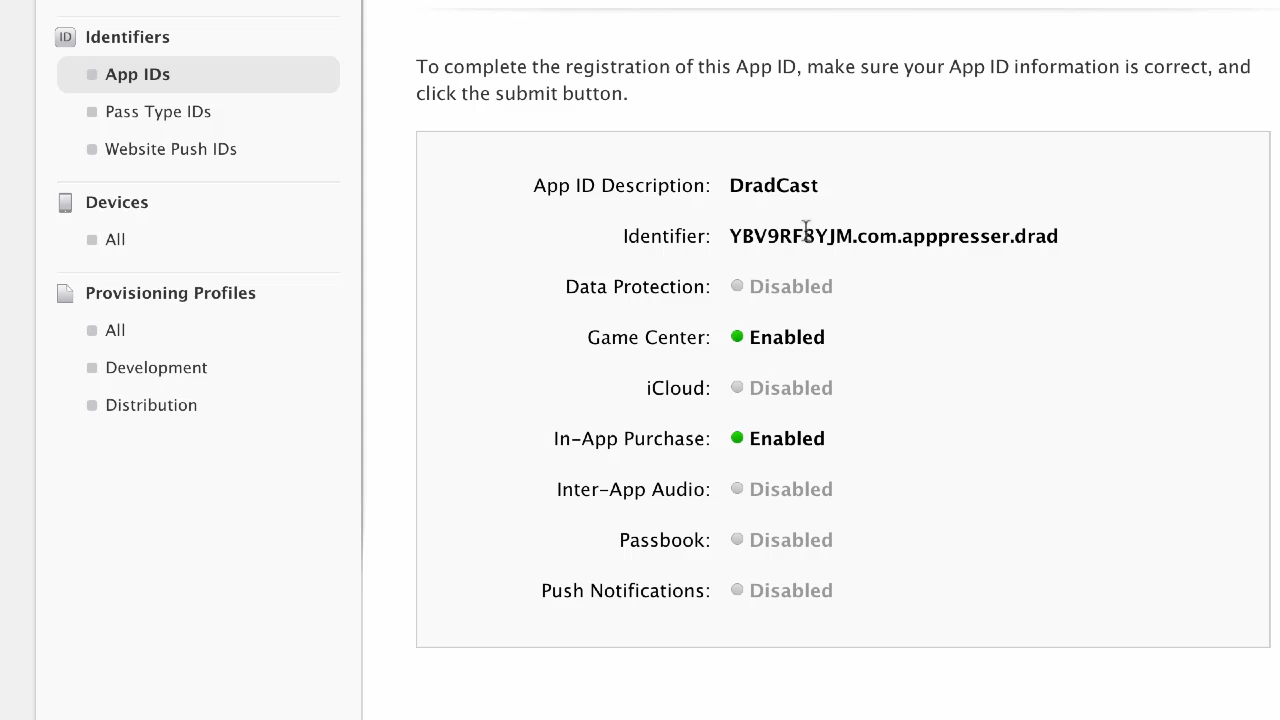 ID Identifiers
App IDs
Pass Type IDs
Website Push IDs
Devices
All
Provisioning Profiles
All
Development
Distribution
To complete the registration of this App ID, make sure your App ID information is correct, and
click the submit button.
App ID Description: DradCast
Identifier: YBV9RF8YJM.com.apppresser.drad
Data Protection: Disabled
Game Center: Enabled
iCloud: Disabled
In-App Purchase: Enabled
Inter-App Audio: Disabled
Passbook: Disabled
Push Notifications: Disabled